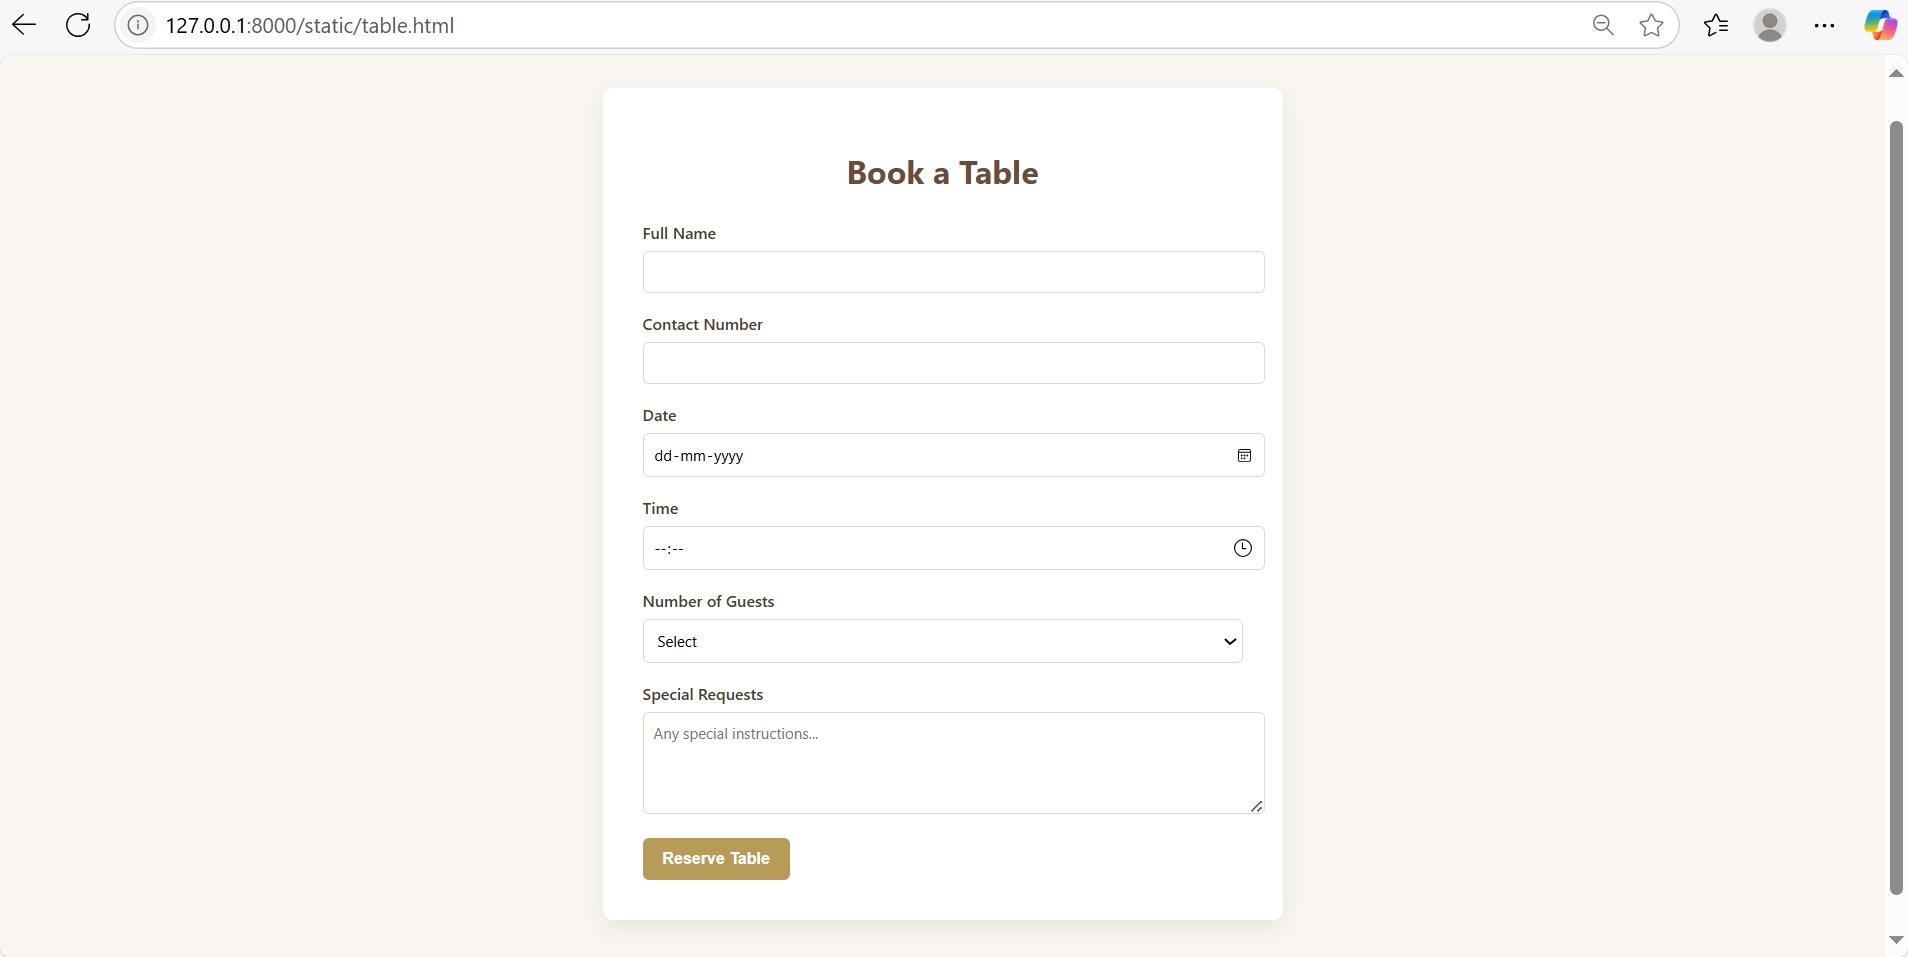 127.0.0.1:8000/static/table.html
Book a Table
Full Name
Contact Number
Date
dd-mm-yyyy
Time
--:--
Number of Guests
Select
Special Requests
Any special instructions...
Reserve Table